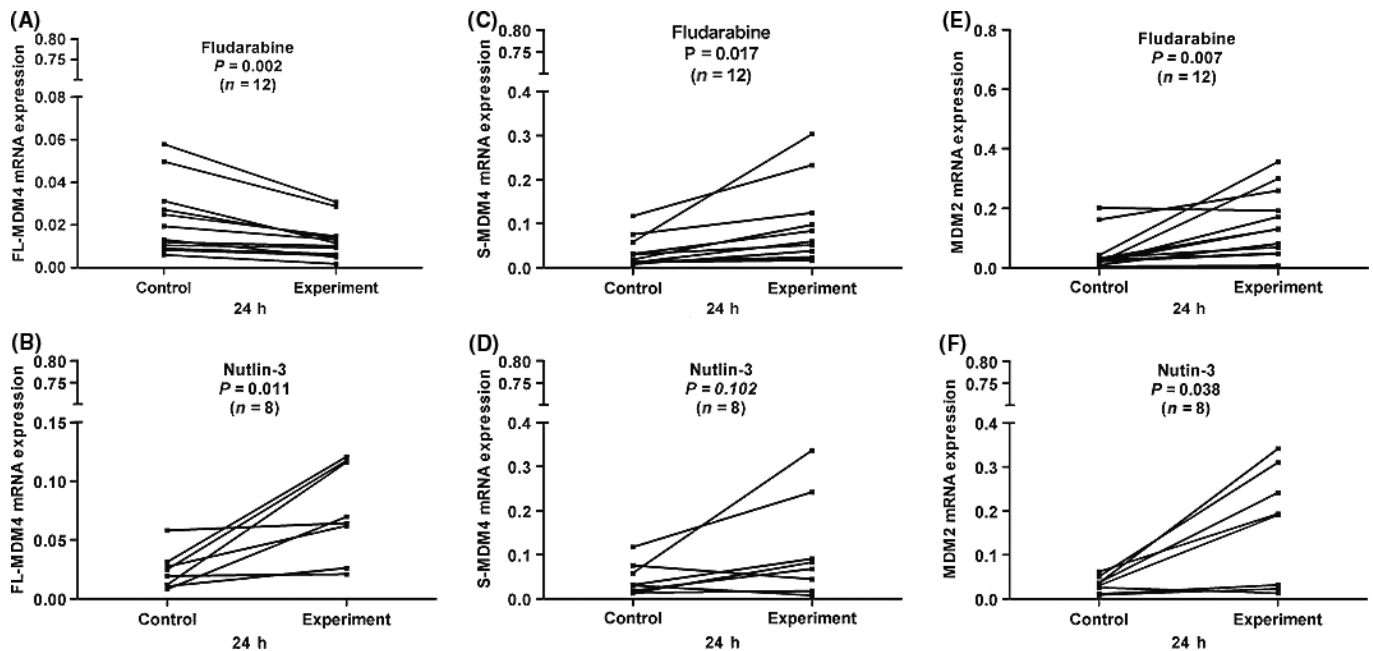 (A)
0.80
0.75
0.08
0.06
0.04
0.02
0.00
FL-MDM4 mRNA expression
Fludarabine
P = 0.002
(n = 12)
Control Experiment
24 h
(C)
0.80
0.75
0.4
0.3
0.2
0.1
0.0
S-MDM4 mRNA expression
Fludarabine
P = 0.017
(n = 12)
Control Experiment
24 h
(E)
0.8
0.6
0.4
0.2
0.0
MDM2 mRNA expression
Fludarabine
P = 0.007
(n = 12)
Control Experiment
24 h
(B)
0.80
0.75
0.15
0.10
0.05
0.00
FL-MDM4 mRNA expression
Nutlin-3
P = 0.011
(n = 8)
Control Experiment
24 h
(D)
0.80
0.75
0.4
0.3
0.2
0.1
0.0
S-MDM4 mRNA expression
Nutlin-3
P = 0.102
(n = 8)
Control Experiment
24 h
(F)
0.80
0.75
0.4
0.3
0.2
0.1
0.0
MDM2 mRNA expression
Nutin-3
P = 0.038
(n = 8)
Control Experiment
24 h